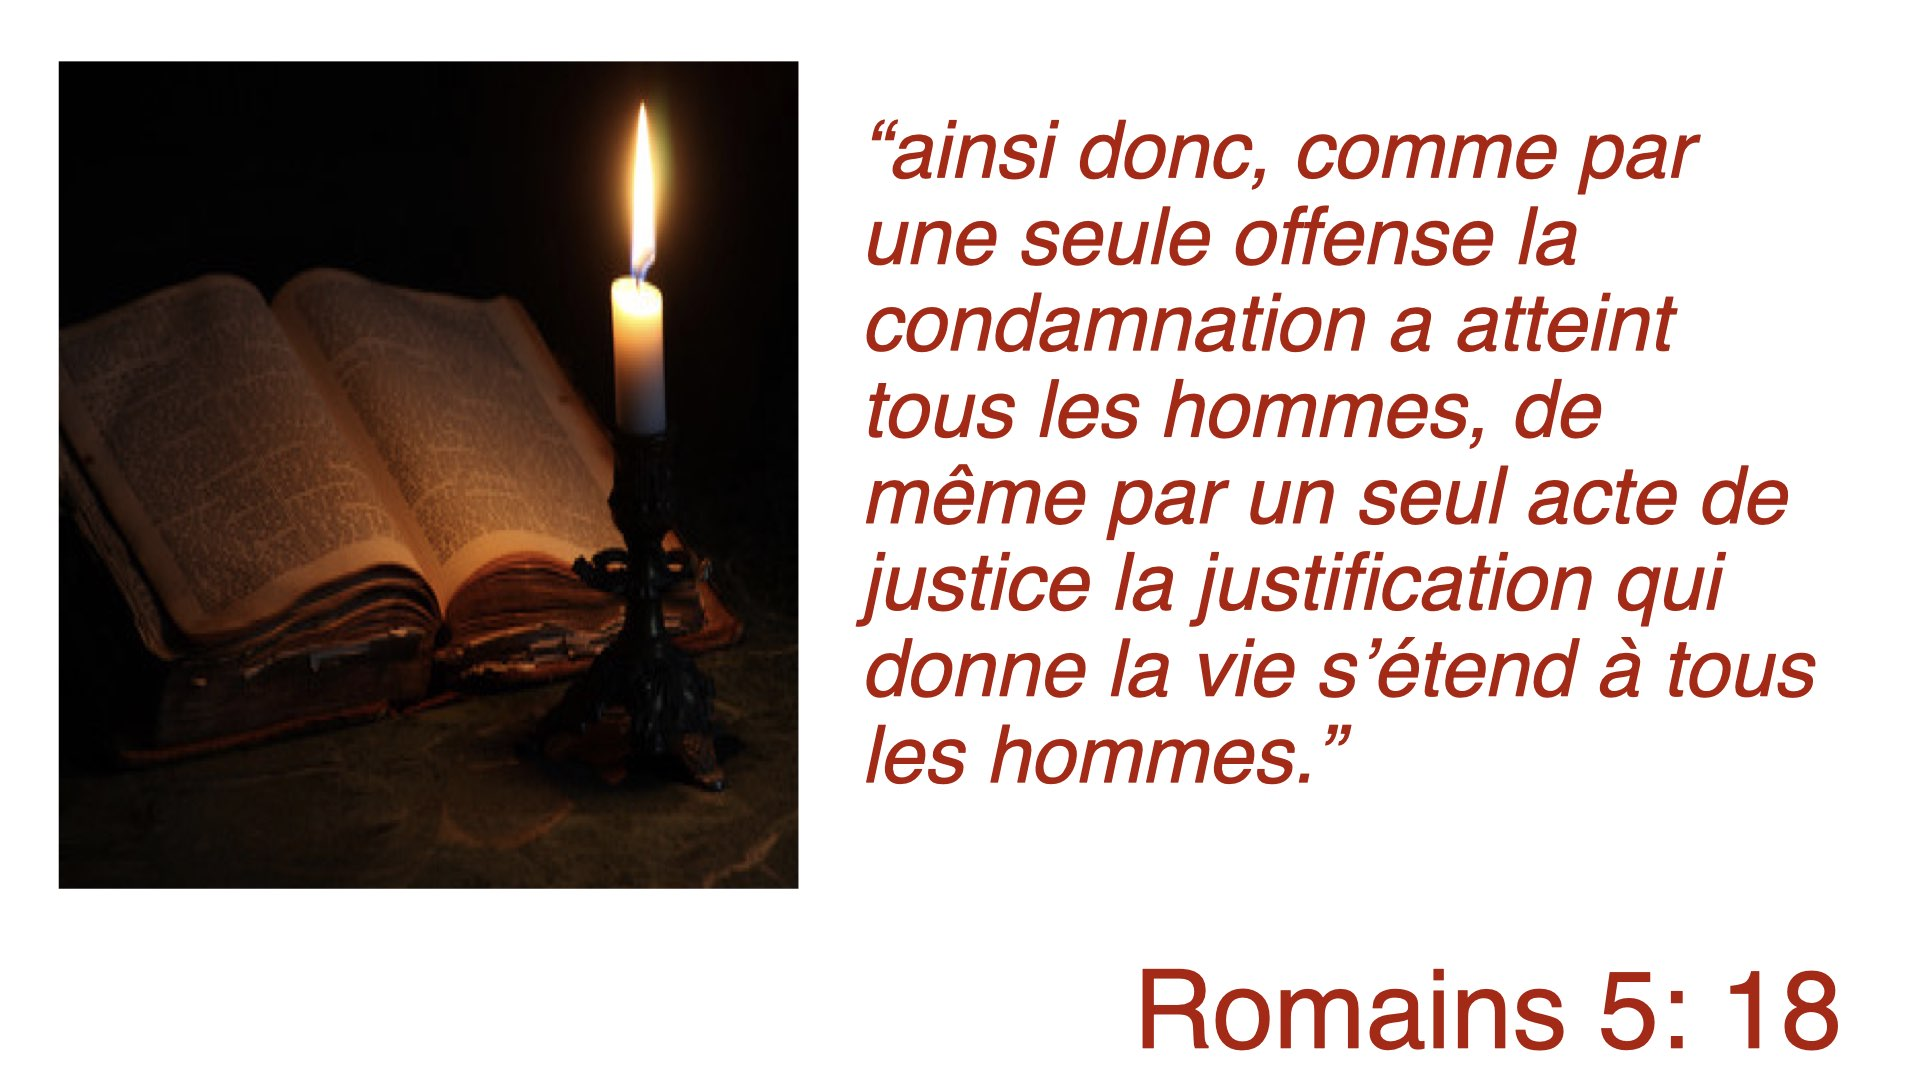 “ainsi donc, comme par
une seule offense la
condamnation a atteint
tous les hommes, de
même par un seul acte de
justice la justification qui
donne la vie s’étend à tous
les hommes.”
Romains 5: 18